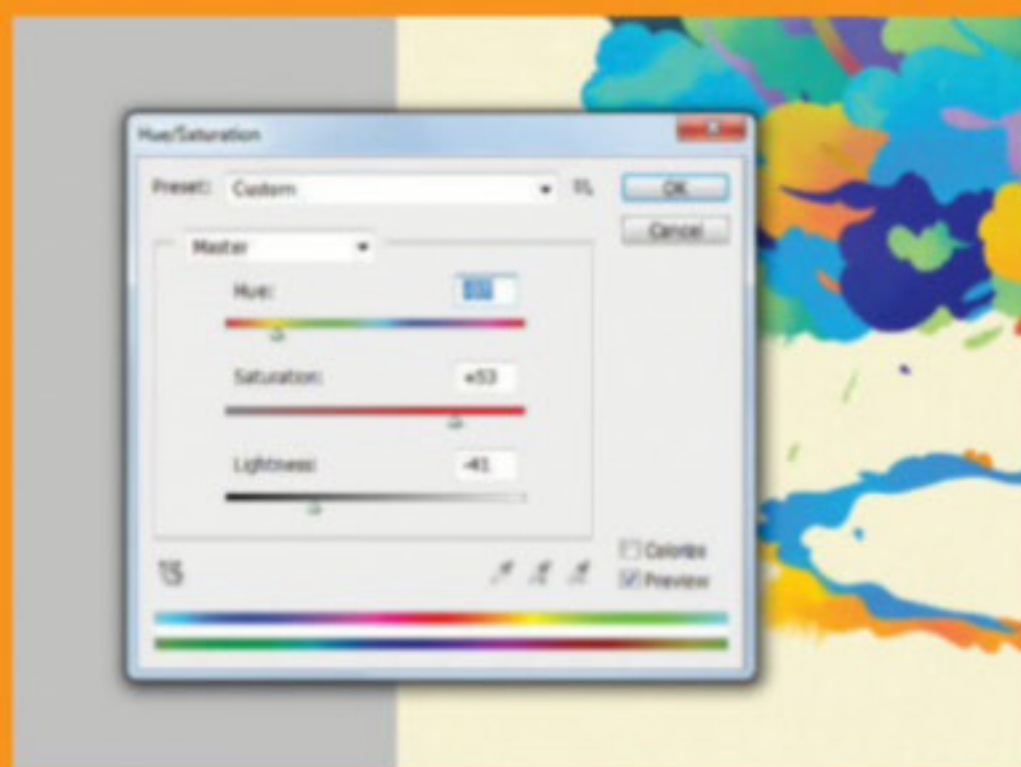 Hue/Saturation
Preset: Custom
OK
Cancel
Master
Hue:
Saturation: +53
Lightness: -41
Colorize
Preview